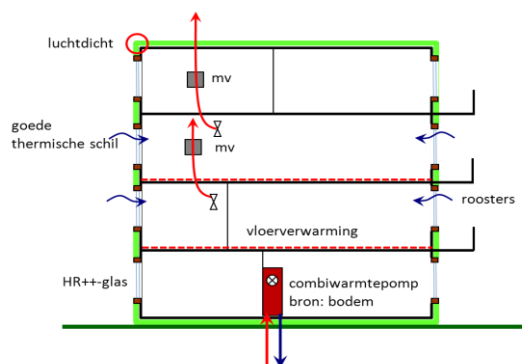 luchtdicht
mv
goede
thermische schil
mv
roosters
vloerverwarming
HR++-glas
combiwarmtepomp
bron: bodem